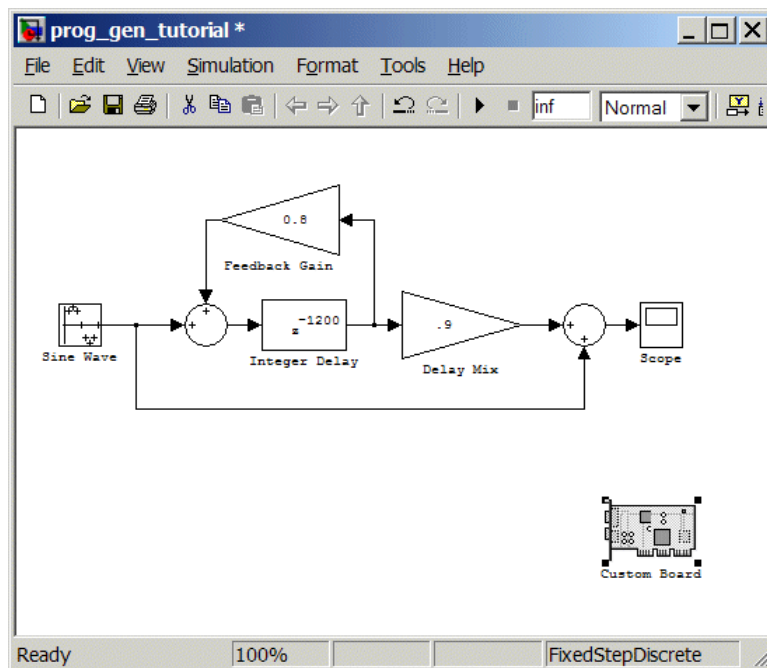 prog_gen_tutorial *
File Edit View Simulation Format Tools Help
inf Normal
0.8
Feedback Gain
z^-1200
.9
Sine Wave
Integer Delay
Delay Mix
Scope
Custom Board
Ready 100% FixedStepDiscrete